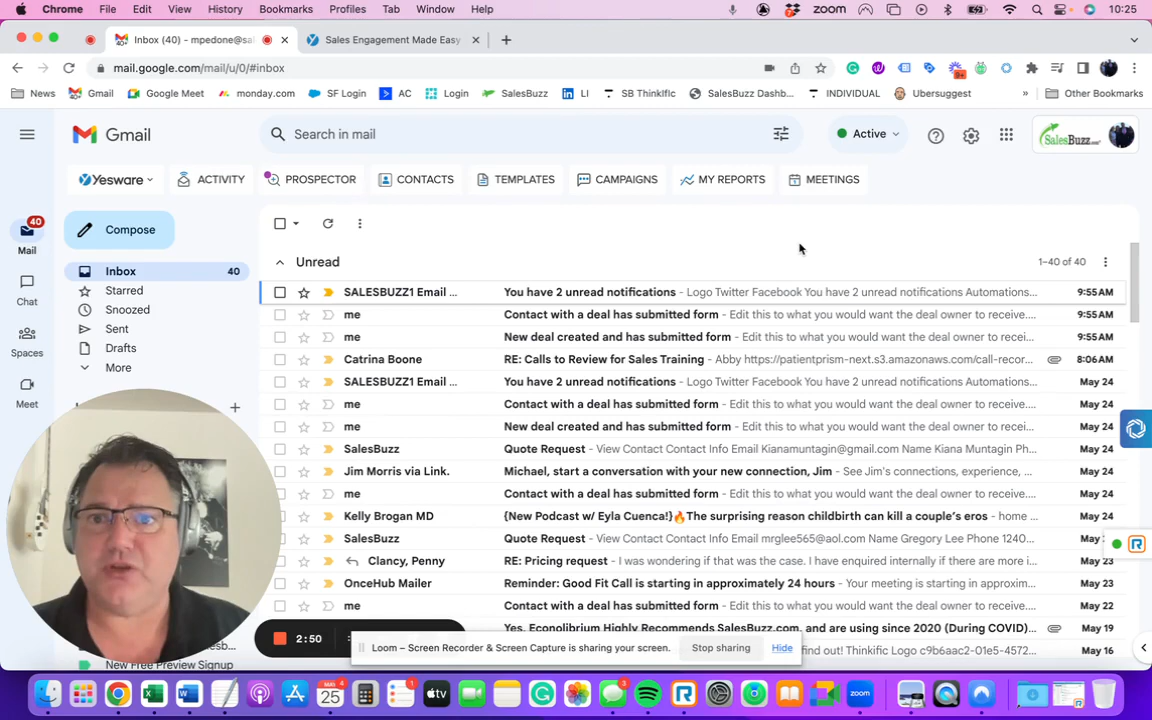 Chrome File Edit View History Bookmarks Profiles Tab Window Help zoom 10:25
Inbox (40) - mpedone@sal Sales Engagement Made Easy
mail.google.com/mail/u/0/#inbox
News Gmail Google Meet monday.com SF Login AC Login SalesBuzz LI SB Thinkific SalesBuzz Dashb... INDIVIDUAL Ubersuggest » Other Bookmarks
Gmail Search in mail Active SalesBuzz.com
Yesware ACTIVITY PROSPECTOR CONTACTS TEMPLATES CAMPAIGNS MY REPORTS MEETINGS
40
Mail
Chat
Spaces
Meet
Compose
Inbox 40
Starred
Snoozed
Sent
Drafts
More
Unread 1–40 of 40
SALESBUZZ1 Email ... You have 2 unread notifications - Logo Twitter Facebook You have 2 unread notifications Automations... 9:55 AM
me Contact with a deal has submitted form - Edit this to what you would want the deal owner to receive. 9:55 AM
me New deal created and has submitted form - Edit this to what you would want the deal owner to receive. 9:55 AM
Catrina Boone RE: Calls to Review for Sales Training - Abby https://patientprism-next.s3.amazonaws.com/call-recor... 8:06 AM
SALESBUZZ1 Email ... You have 2 unread notifications - Logo Twitter Facebook You have 2 unread notifications Automations... May 24
me Contact with a deal has submitted form - Edit this to what you would want the deal owner to receive. May 24
me New deal created and has submitted form - Edit this to what you would want the deal owner to receive. May 24
SalesBuzz Quote Request - View Contact Contact Info Email Kianamuntagin@gmail.com Name Kiana Muntagin Ph... May 24
Jim Morris via Link. Michael, start a conversation with your new connection, Jim - See Jim's connections, experience, ... May 24
me Contact with a deal has submitted form - Edit this to what you would want the deal owner to receive. May 24
Kelly Brogan MD {New Podcast w/ Eyla Cuenca!}🔥The surprising reason childbirth can kill a couple's eros - home ... May 24
SalesBuzz Quote Request - View Contact Contact Info Email mrglee565@aol.com Name Gregory Lee Phone 1240... May
Clancy, Penny RE: Pricing request - I was wondering if that was the case. I have enquired internally if there are more i... May 23
OnceHub Mailer Reminder: Good Fit Call is starting in approximately 24 hours - Your meeting is starting in approxim... May 23
me Contact with a deal has submitted form - Edit this to what you would want the deal owner to receive. May 22
Yes, Econolibrium Highly Recommends SalesBuzz.com, and are using since 2020 (During COVID)... May 19
find out! Thinkific Logo c9b6aac2-01e5-4572... May 16
2:50
Loom – Screen Recorder & Screen Capture is sharing your screen. Stop sharing Hide
New Free Preview Signup
MAY
25